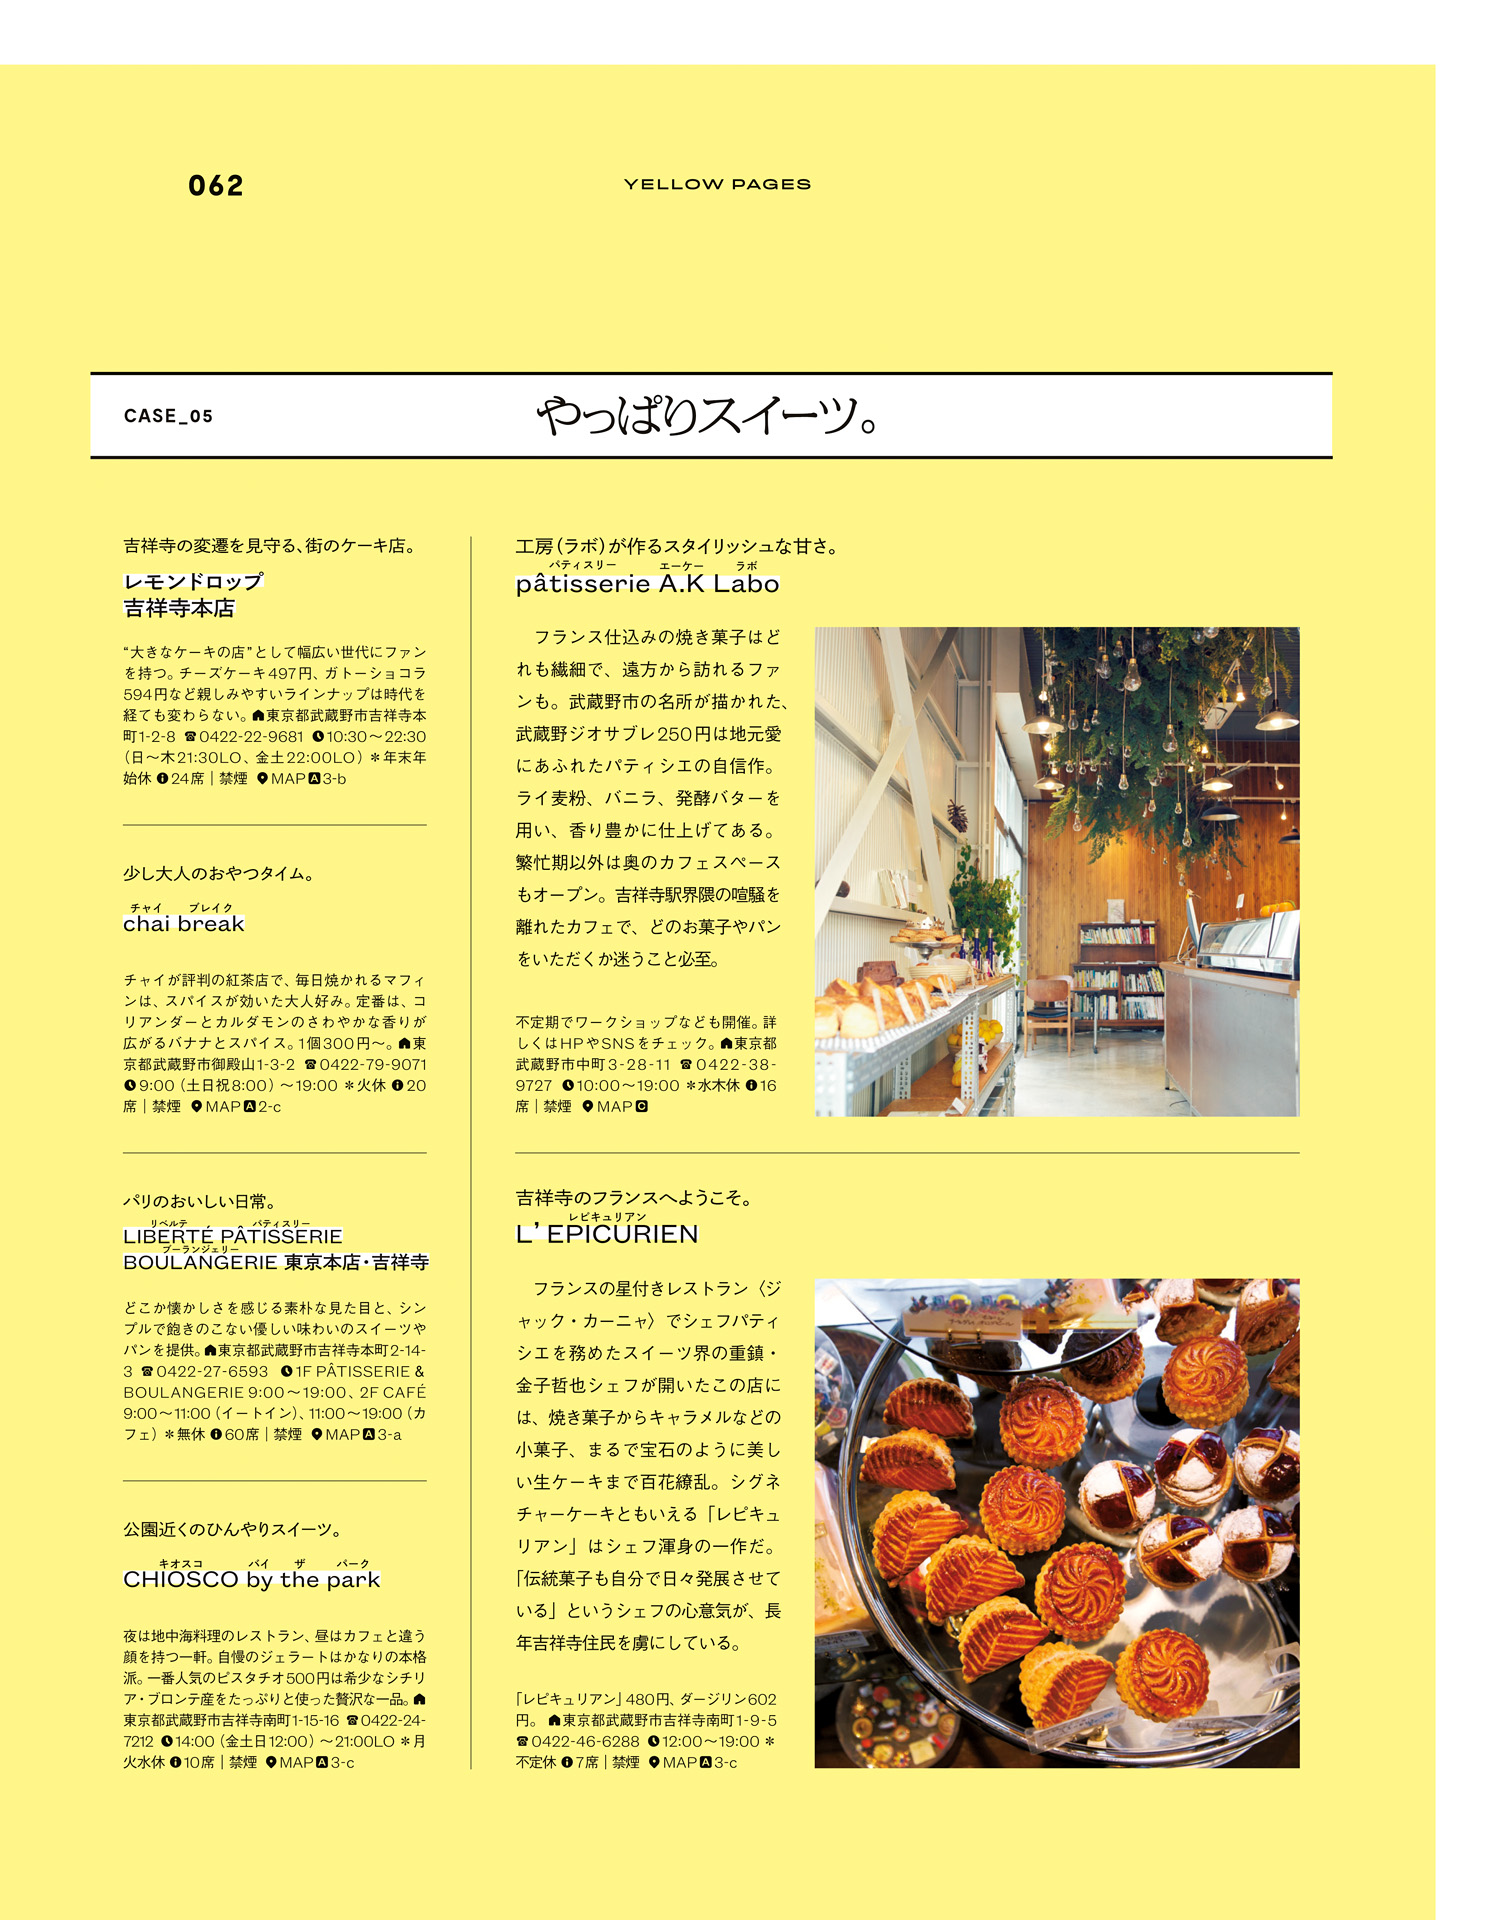 062
YELLOW PAGES
CASE_05
やっぱりスイーツ。
吉祥寺の変遷を見守る、街のケーキ店。
レモンドロップ
吉祥寺本店
“大きなケーキの店”として幅広い世代にファン
を持つ。チーズケーキ497円、ガトーショコラ
594円など親しみやすいラインナップは時代を
経ても変わらない。東京都武蔵野市吉祥寺本
町1-2-8 ☎0422-22-9681 10:30〜22:30
(日〜木21:30LO、金土22:00LO) *年末年
始休 24席|禁煙 MAP A 3-b
少し大人のおやつタイム。
チャイ ブレイク
chai break
チャイが評判の紅茶店で、毎日焼かれるマフィ
ンは、スパイスが効いた大人好み。定番は、コ
リアンダーとカルダモンのさわやかな香りが
広がるバナナとスパイス。1個300円〜。東
京都武蔵野市御殿山1-3-2 ☎0422-79-9071
9:00 (土日祝8:00) 〜19:00 *火休 20
席|禁煙 MAP A 2-c
パリのおいしい日常。
リベルテ パティスリー
LIBERTÉ PÂTISSERIE
ブーランジェリー
BOULANGERIE 東京本店・吉祥寺
どこか懐かしさを感じる素朴な見た目と、シン
プルで飽きのこない優しい味わいのスイーツや
パンを提供。東京都武蔵野市吉祥寺本町2-14-
3 ☎0422-27-6593 1F PÂTISSERIE &
BOULANGERIE 9:00〜19:00、2F CAFÉ
9:00〜11:00 (イートイン)、11:00〜19:00 (カ
フェ) *無休 60席|禁煙 MAP A 3-a
公園近くのひんやりスイーツ。
キオスコ バイ ザ パーク
CHIOSCO by the park
夜は地中海料理のレストラン、昼はカフェと違う
顔を持つ一軒。自慢のジェラートはかなりの本格
派。一番人気のピスタチオ500円は希少なシチリ
ア・ブロンテ産をたっぷりと使った贅沢な一品。
東京都武蔵野市吉祥寺南町1-15-16 ☎0422-24-
7212 14:00 (金土日12:00) 〜21:00LO *月
火水休 10席|禁煙 MAP A 3-c
工房(ラボ)が作るスタイリッシュな甘さ。
パティスリー エーケー ラボ
pâtisserie A.K Labo
フランス仕込みの焼き菓子はど
れも繊細で、遠方から訪れるファ
ンも。武蔵野市の名所が描かれた、
武蔵野ジオサブレ250円は地元愛
にあふれたパティシエの自信作。
ライ麦粉、バニラ、発酵バターを
用い、香り豊かに仕上げてある。
繁忙期以外は奥のカフェスペース
もオープン。吉祥寺駅界隈の喧騒を
離れたカフェで、どのお菓子やパン
をいただくか迷うこと必至。
不定期でワークショップなども開催。詳
しくはHPやSNSをチェック。東京都
武蔵野市中町3-28-11 ☎0422-38-
9727 10:00〜19:00 *水木休 16
席|禁煙 MAP C
吉祥寺のフランスへようこそ。
レピキュリアン
L’ EPICURIEN
フランスの星付きレストラン〈ジ
ャック・カーニャ〉でシェフパティ
シエを務めたスイーツ界の重鎮・
金子哲也シェフが開いたこの店に
は、焼き菓子からキャラメルなどの
小菓子、まるで宝石のように美し
い生ケーキまで百花繚乱。シグネ
チャーケーキともいえる「レピキュ
リアン」はシェフ渾身の一作だ。
「伝統菓子も自分で日々発展させて
いる」というシェフの心意気が、長
年吉祥寺住民を虜にしている。
「レピキュリアン」480円、ダージリン602
円。 東京都武蔵野市吉祥寺南町1-9-5
☎0422-46-6288 12:00〜19:00 *
不定休 7席|禁煙 MAP A 3-c